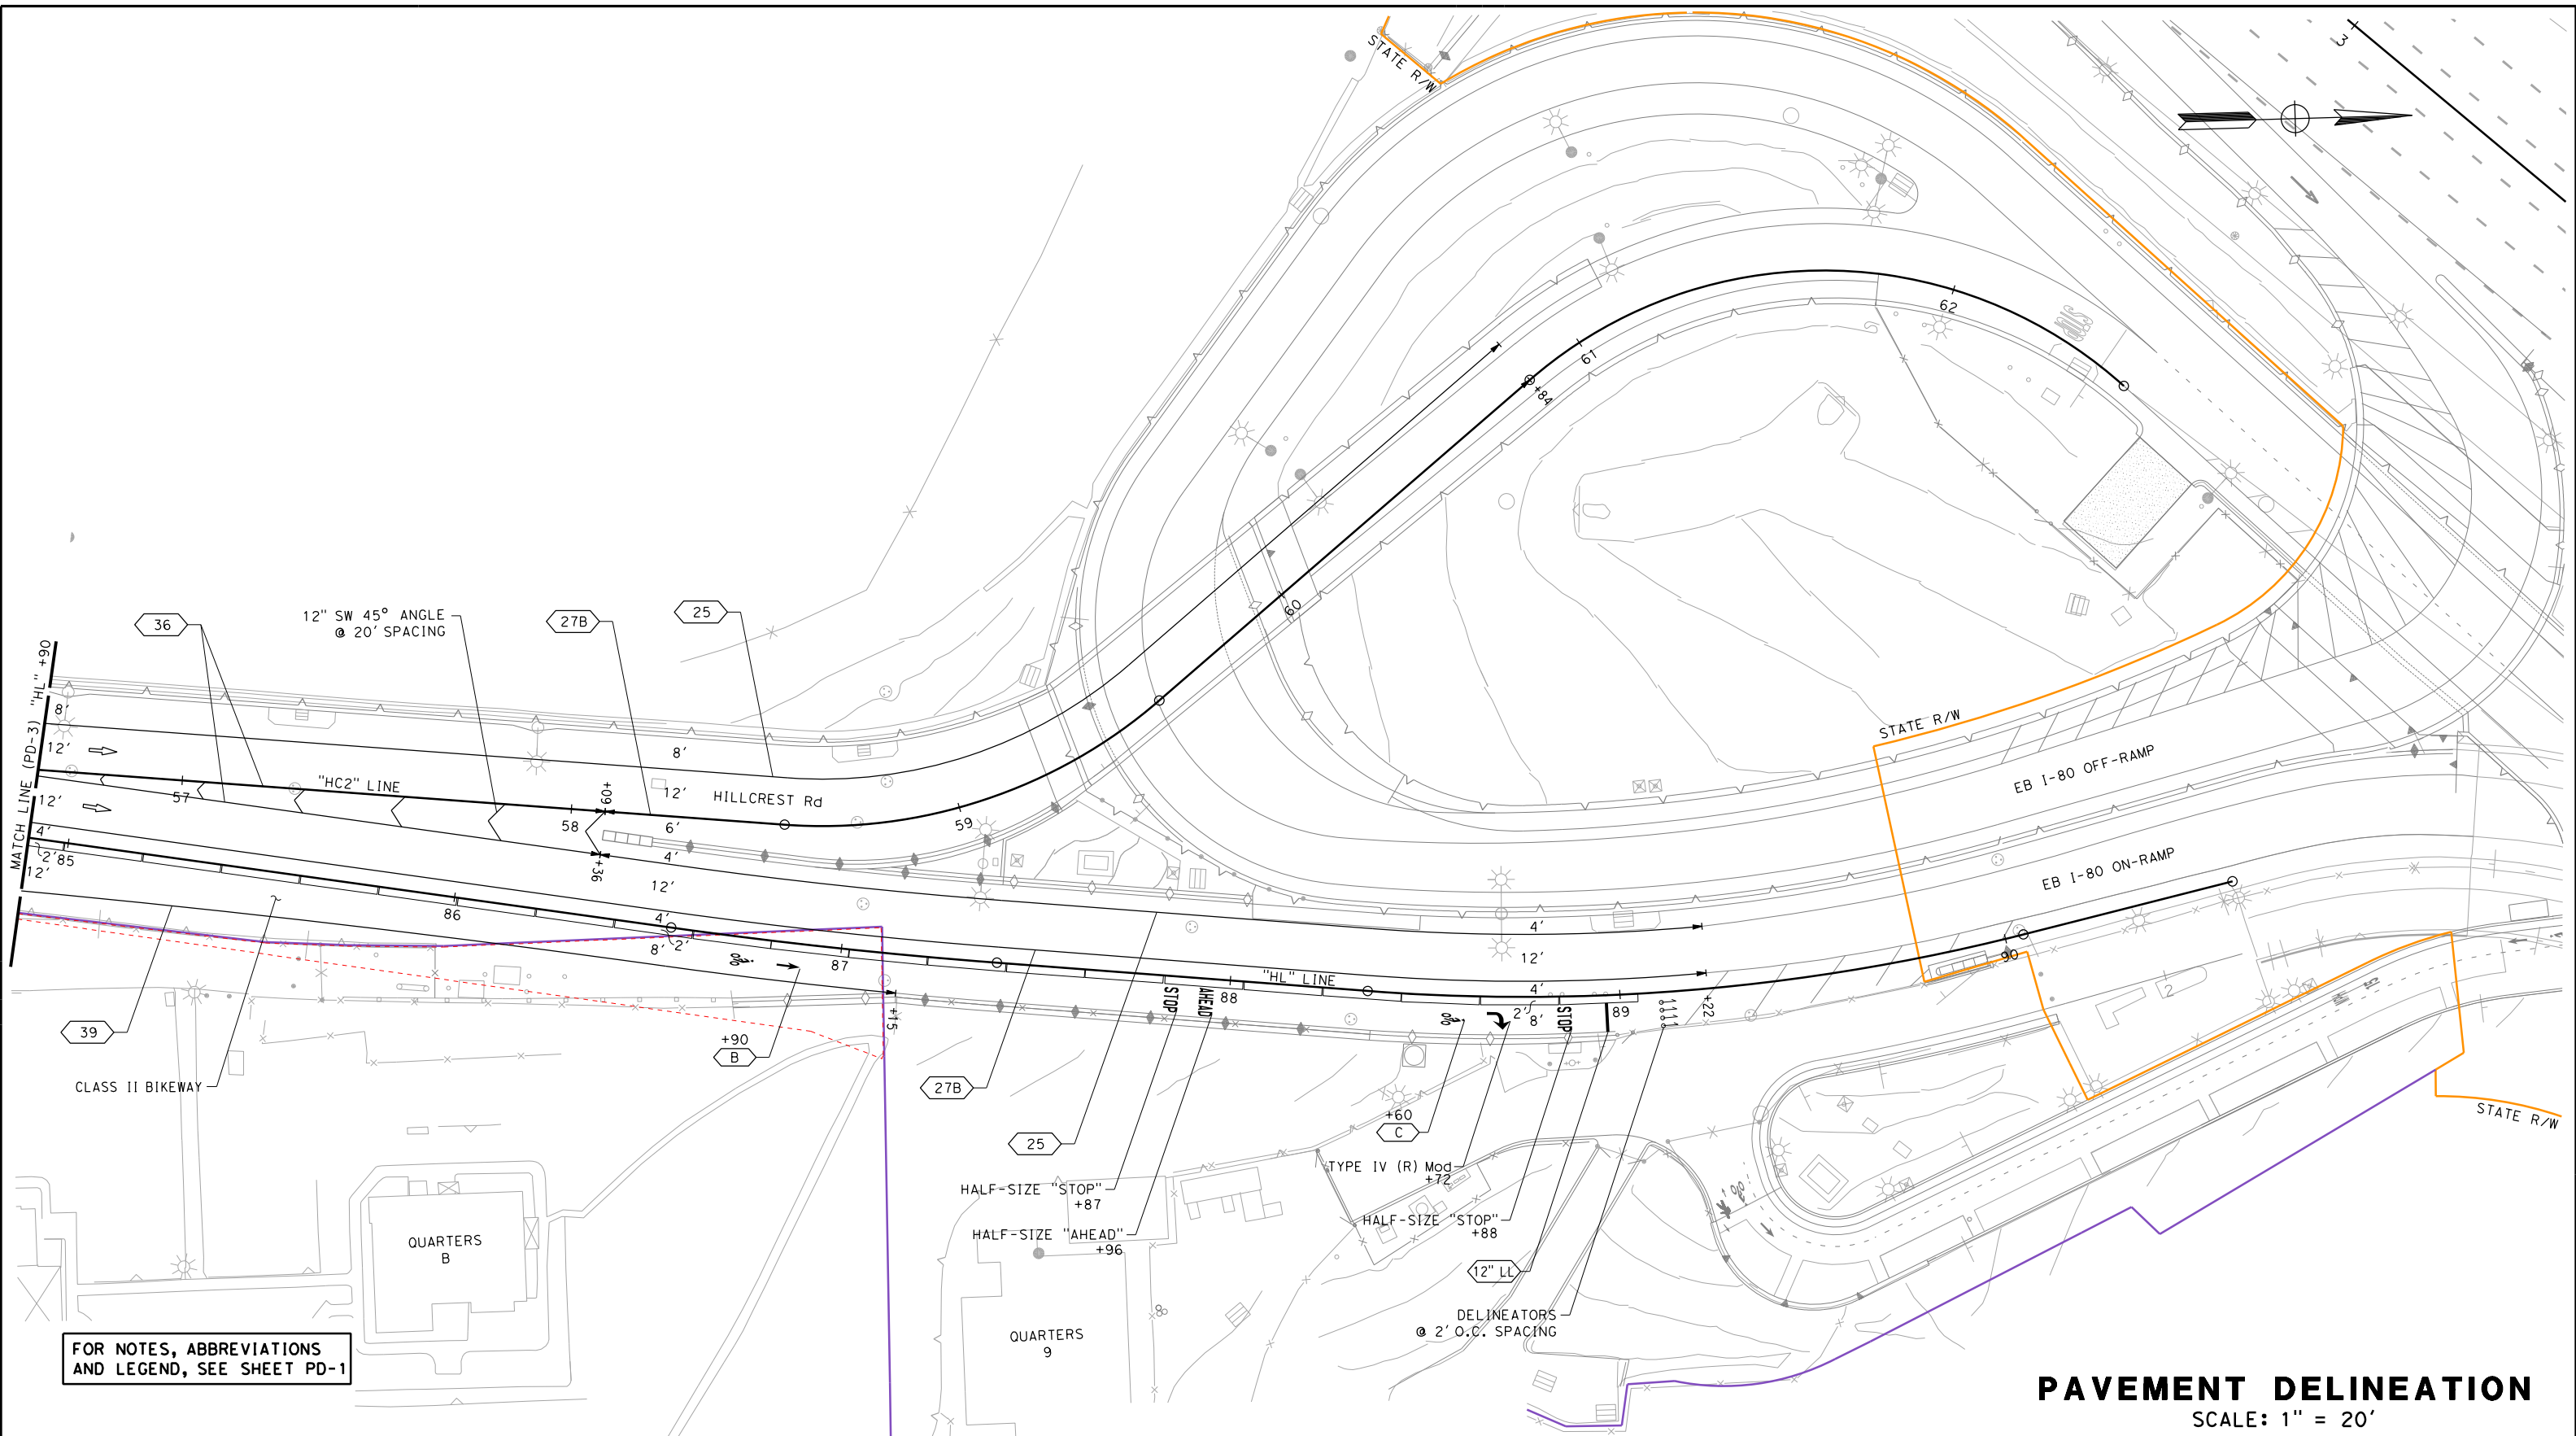 STATE R/W
3
62
61
+84
60
36
12" SW 45° ANGLE
@ 20' SPACING
27B
25
MATCH LINE (PD-3) "HL" +90
8'
12'
12'
4'
2'
12'
57
"HC2" LINE
58
+09
8'
12'
6'
4'
+36
12'
HILLCREST Rd
59
STATE R/W
EB I-80 OFF-RAMP
EB I-80 ON-RAMP
85
86
4'
8'
2'
87
+15
STOP
AHEAD
88
"HL" LINE
4'
12'
4'
2'
8'
STOP
89
+22
90
39
CLASS II BIKEWAY
+90
B
27B
25
HALF-SIZE "STOP"
+87
HALF-SIZE "AHEAD"
+96
+60
C
TYPE IV (R) Mod
+72
HALF-SIZE "STOP"
+88
12" LL
DELINEATORS
@ 2' O.C. SPACING
2
STATE R/W
QUARTERS
B
QUARTERS
9
FOR NOTES, ABBREVIATIONS
AND LEGEND, SEE SHEET PD-1
PAVEMENT DELINEATION
SCALE: 1" = 20'